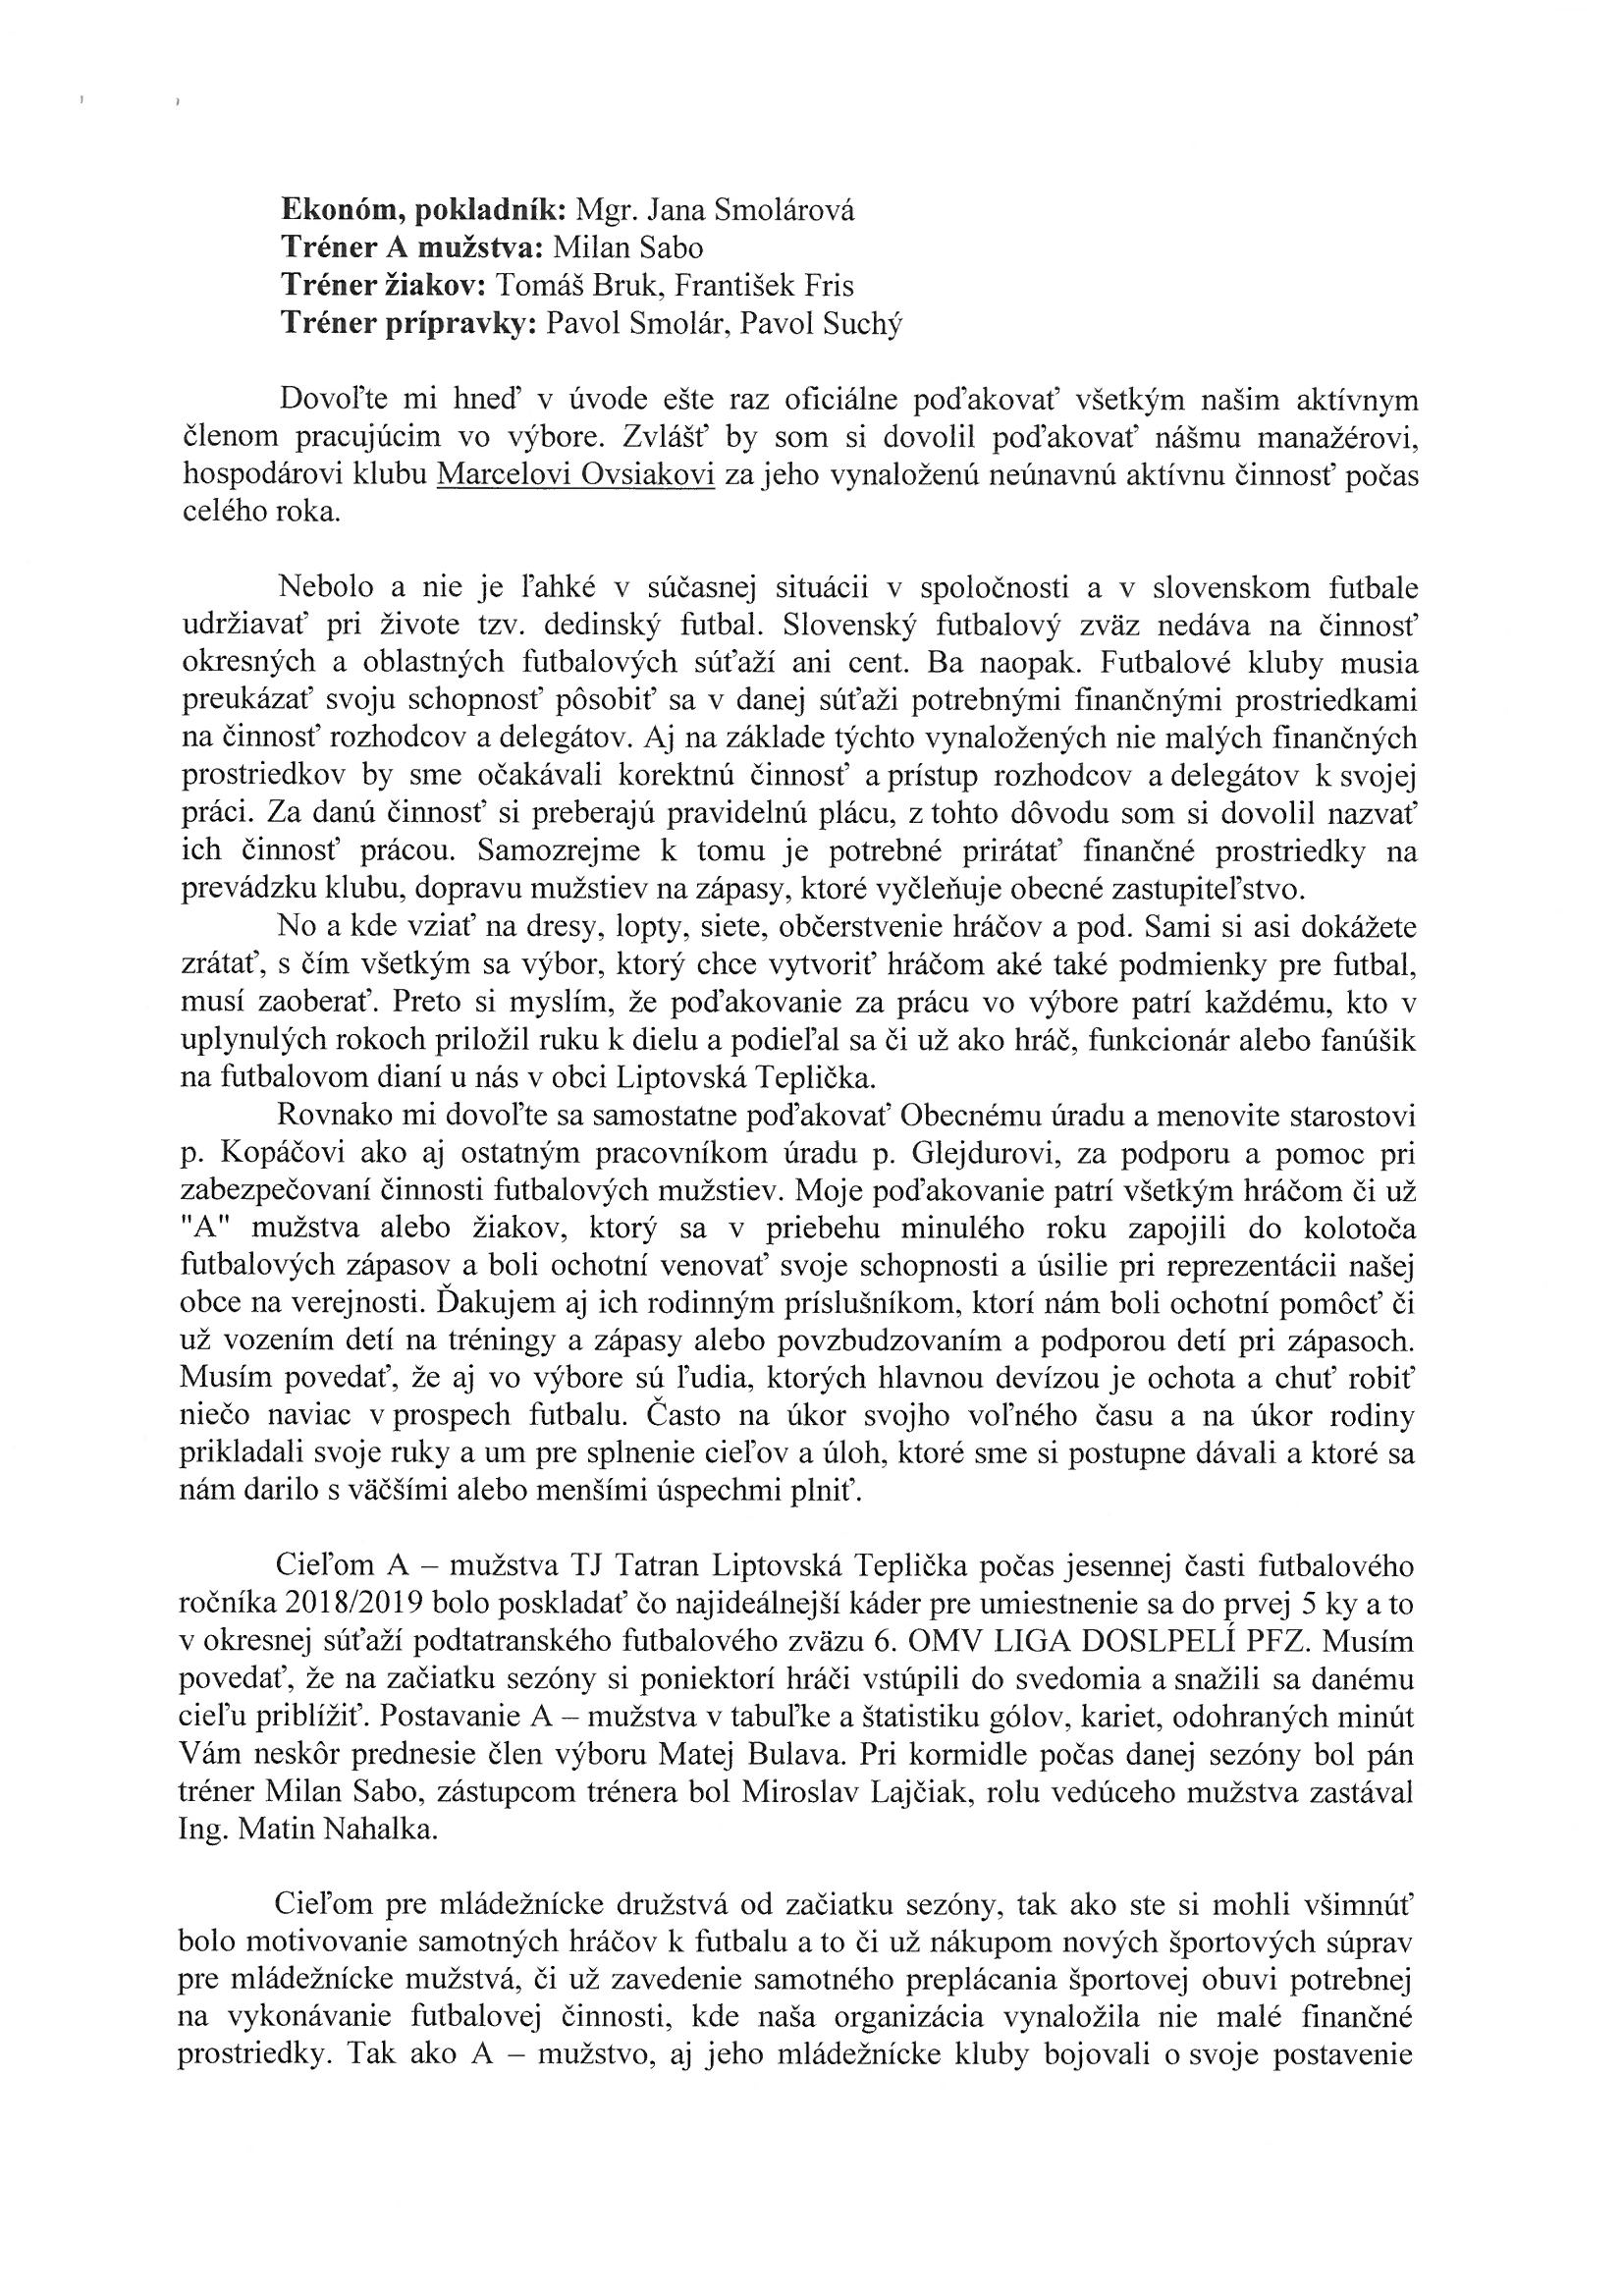 Ekonóm, pokladník: Mgr. Jana Smolárová
Tréner A mužstva: Milan Sabo
Tréner žiakov: Tomáš Bruk, František Fris
Tréner prípravky: Pavol Smolár, Pavol Suchý
Dovoľte mi hneď v úvode ešte raz oficiálne poďakovať všetkým našim aktívnym
členom pracujúcim vo výbore. Zvlášť by som si dovolil poďakovať nášmu manažérovi,
hospodárovi klubu Marcelovi Ovsiakovi za jeho vynaloženú neúnavnú aktívnu činnosť počas
celého roka.
Nebolo a nie je ľahké v súčasnej situácii v spoločnosti a v slovenskom futbale
udržiavať pri živote tzv. dedinský futbal. Slovenský futbalový zväz nedáva na činnosť
okresných a oblastných futbalových súťaží ani cent. Ba naopak. Futbalové kluby musia
preukázať svoju schopnosť pôsobiť sa v danej súťaži potrebnými finančnými prostriedkami
na činnosť rozhodcov a delegátov. Aj na základe týchto vynaložených nie malých finančných
prostriedkov by sme očakávali korektnú činnosť a prístup rozhodcov a delegátov k svojej
práci. Za danú činnosť si preberajú pravidelnú plácu, z tohto dôvodu som si dovolil nazvať
ich činnosť prácou. Samozrejme k tomu je potrebné prirátať finančné prostriedky na
prevádzku klubu, dopravu mužstiev na zápasy, ktoré vyčleňuje obecné zastupiteľstvo.
No a kde vziať na dresy, lopty, siete, občerstvenie hráčov a pod. Sami si asi dokážete
zrátať, s čím všetkým sa výbor, ktorý chce vytvoriť hráčom aké také podmienky pre futbal,
musí zaoberať. Preto si myslím, že poďakovanie za prácu vo výbore patrí každému, kto v
uplynulých rokoch priložil ruku k dielu a podieľal sa či už ako hráč, funkcionár alebo fanúšik
na futbalovom dianí u nás v obci Liptovská Teplička.
Rovnako mi dovoľte sa samostatne poďakovať Obecnému úradu a menovite starostovi
p. Kopáčovi ako aj ostatným pracovníkom úradu p. Glejdurovi, za podporu a pomoc pri
zabezpečovaní činnosti futbalových mužstiev. Moje poďakovanie patrí všetkým hráčom či už
"A" mužstva alebo žiakov, ktorý sa v priebehu minulého roku zapojili do kolotoča
futbalových zápasov a boli ochotní venovať svoje schopnosti a úsilie pri reprezentácii našej
obce na verejnosti. Ďakujem aj ich rodinným príslušníkom, ktorí nám boli ochotní pomôcť či
už vozením detí na tréningy a zápasy alebo povzbudzovaním a podporou detí pri zápasoch.
Musím povedať, že aj vo výbore sú ľudia, ktorých hlavnou devízou je ochota a chuť robiť
niečo naviac v prospech futbalu. Často na úkor svojho voľného času a na úkor rodiny
prikladali svoje ruky a um pre splnenie cieľov a úloh, ktoré sme si postupne dávali a ktoré sa
nám darilo s väčšími alebo menšími úspechmi plniť.
Cieľom A – mužstva TJ Tatran Liptovská Teplička počas jesennej časti futbalového
ročníka 2018/2019 bolo poskladať čo najideálnejší káder pre umiestnenie sa do prvej 5 ky a to
v okresnej súťaží podtatranského futbalového zväzu 6. OMV LIGA DOSLPELÍ PFZ. Musím
povedať, že na začiatku sezóny si poniektorí hráči vstúpili do svedomia a snažili sa danému
cieľu priblížiť. Postavanie A – mužstva v tabuľke a štatistiku gólov, kariet, odohraných minút
Vám neskôr prednesie člen výboru Matej Bulava. Pri kormidle počas danej sezóny bol pán
tréner Milan Sabo, zástupcom trénera bol Miroslav Lajčiak, rolu vedúceho mužstva zastával
Ing. Matin Nahalka.
Cieľom pre mládežnícke družstvá od začiatku sezóny, tak ako ste si mohli všimnúť
bolo motivovanie samotných hráčov k futbalu a to či už nákupom nových športových súprav
pre mládežnícke mužstvá, či už zavedenie samotného preplácania športovej obuvi potrebnej
na vykonávanie futbalovej činnosti, kde naša organizácia vynaložila nie malé finančné
prostriedky. Tak ako A – mužstvo, aj jeho mládežnícke kluby bojovali o svoje postavenie